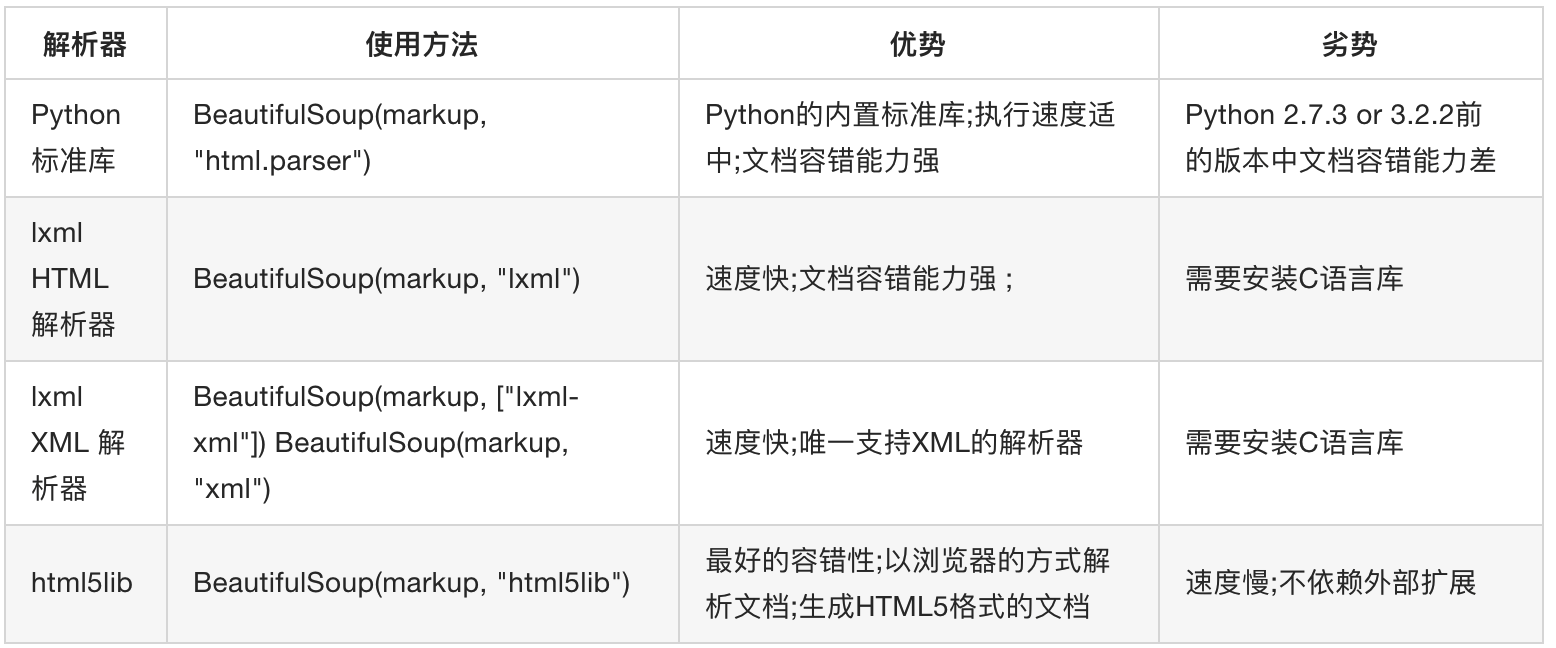 解析器 使用方法 优势 劣势
Python
标准库
BeautifulSoup(markup,
"html.parser")
Python的内置标准库;执行速度适
中;文档容错能力强
Python 2.7.3 or 3.2.2前
的版本中文档容错能力差
lxml
HTML
解析器
BeautifulSoup(markup, "lxml")
速度快;文档容错能力强 ;
需要安装C语言库
lxml
XML 解
析器
BeautifulSoup(markup, ["lxml-
xml"]) BeautifulSoup(markup,
"xml")
速度快;唯一支持XML的解析器
需要安装C语言库
html5lib
BeautifulSoup(markup, "html5lib")
最好的容错性;以浏览器的方式解
析文档;生成HTML5格式的文档
速度慢;不依赖外部扩展